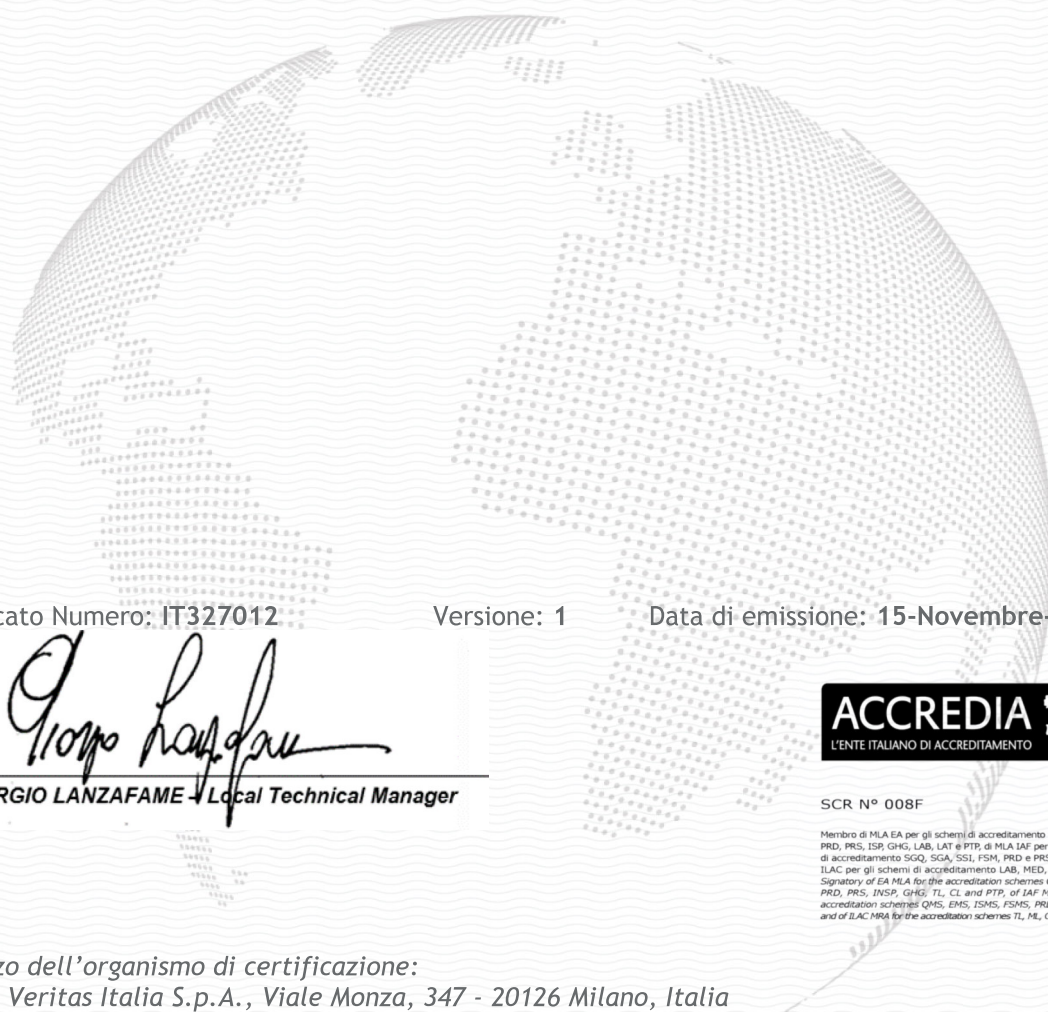 cato Numero: IT327012 Versione: 1 Data di emissione: 15-Novembre-
RGIO LANZAFAME - Local Technical Manager
ACCREDIA
L'ENTE ITALIANO DI ACCREDITAMENTO
SCR N° 008F
Membro di MLA EA per gli schemi di accreditamento
PRD, PRS, ISP, GHG, LAB, LAT e PTP, di MLA IAF per
di accreditamento SGQ, SGA, SSI, FSM, PRD e PRS
ILAC per gli schemi di accreditamento LAB, MED,
Signatory of EA MLA for the accreditation schemes
PRD, PRS, INSP, GHG, TL, CL and PTP, of IAF M
accreditation schemes QMS, EMS, ISMS, FSMS, PR
and of ILAC MRA for the accreditation schemes TL, ML,
zo dell'organismo di certificazione:
Veritas Italia S.p.A., Viale Monza, 347 - 20126 Milano, Italia